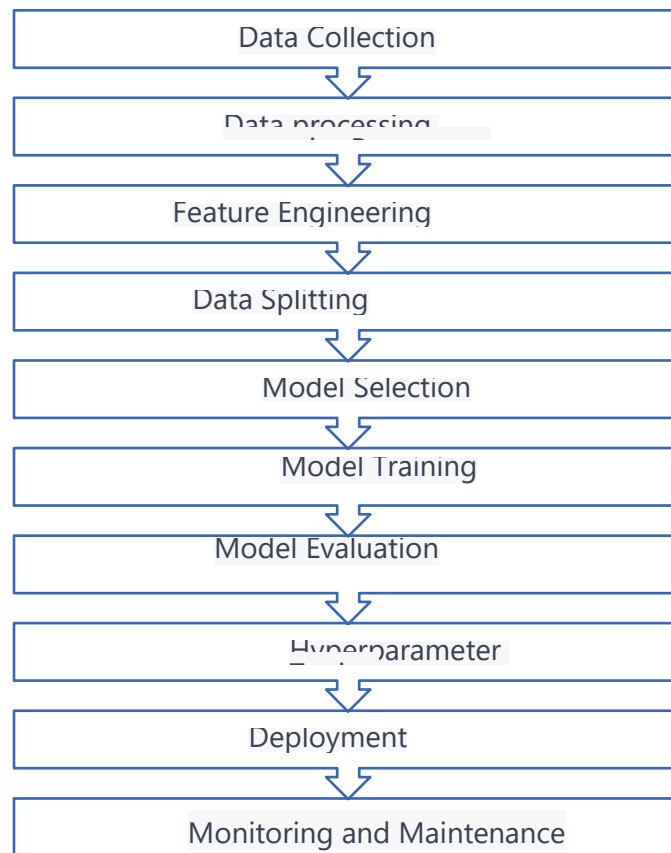 Data Collection
Data processing
Feature Engineering
Data Splitting
Model Selection
Model Training
Model Evaluation
Hyperparameter
Deployment
Monitoring and Maintenance